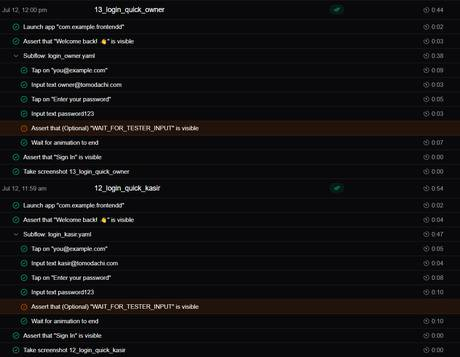 Jul 12, 12:00 pm 13_login_quick_owner 0:44
Launch app "com.example.frontendd" 0:02
Assert that "Welcome back! 👋" is visible 0:03
Subflow: login_owner.yaml 0:38
Tap on "you@example.com" 0:09
Input text owner@tomodachi.com 0:03
Tap on "Enter your password" 0:05
Input text password123 0:03
Assert that (Optional) "WAIT_FOR_TESTER_INPUT" is visible
Wait for animation to end 0:07
Assert that "Sign In" is visible 0:00
Take screenshot 13_login_quick_owner 0:00
Jul 12, 11:59 am 12_login_quick_kasir 0:54
Launch app "com.example.frontendd" 0:02
Assert that "Welcome back! 👋" is visible 0:04
Subflow: login_kasir.yaml 0:47
Tap on "you@example.com" 0:05
Input text kasir@tomodachi.com 0:04
Tap on "Enter your password" 0:08
Input text password123 0:10
Assert that (Optional) "WAIT_FOR_TESTER_INPUT" is visible
Wait for animation to end 0:10
Assert that "Sign In" is visible 0:00
Take screenshot 12_login_quick_kasir 0:00